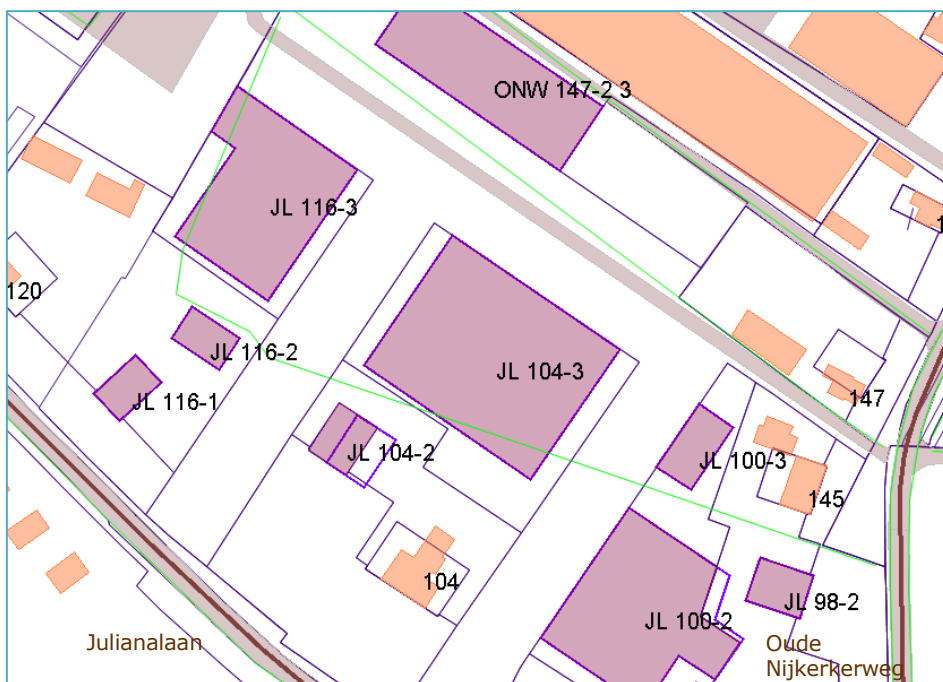 ONW 147-2 3
JL 116-3
1
120
JL 116-2
JL 104-3
JL 116-1
147
JL 104-2
JL 100-3
145
104
JL 98-2
JL 100-2
Julianalaan
Oude
Nijkerkerweg